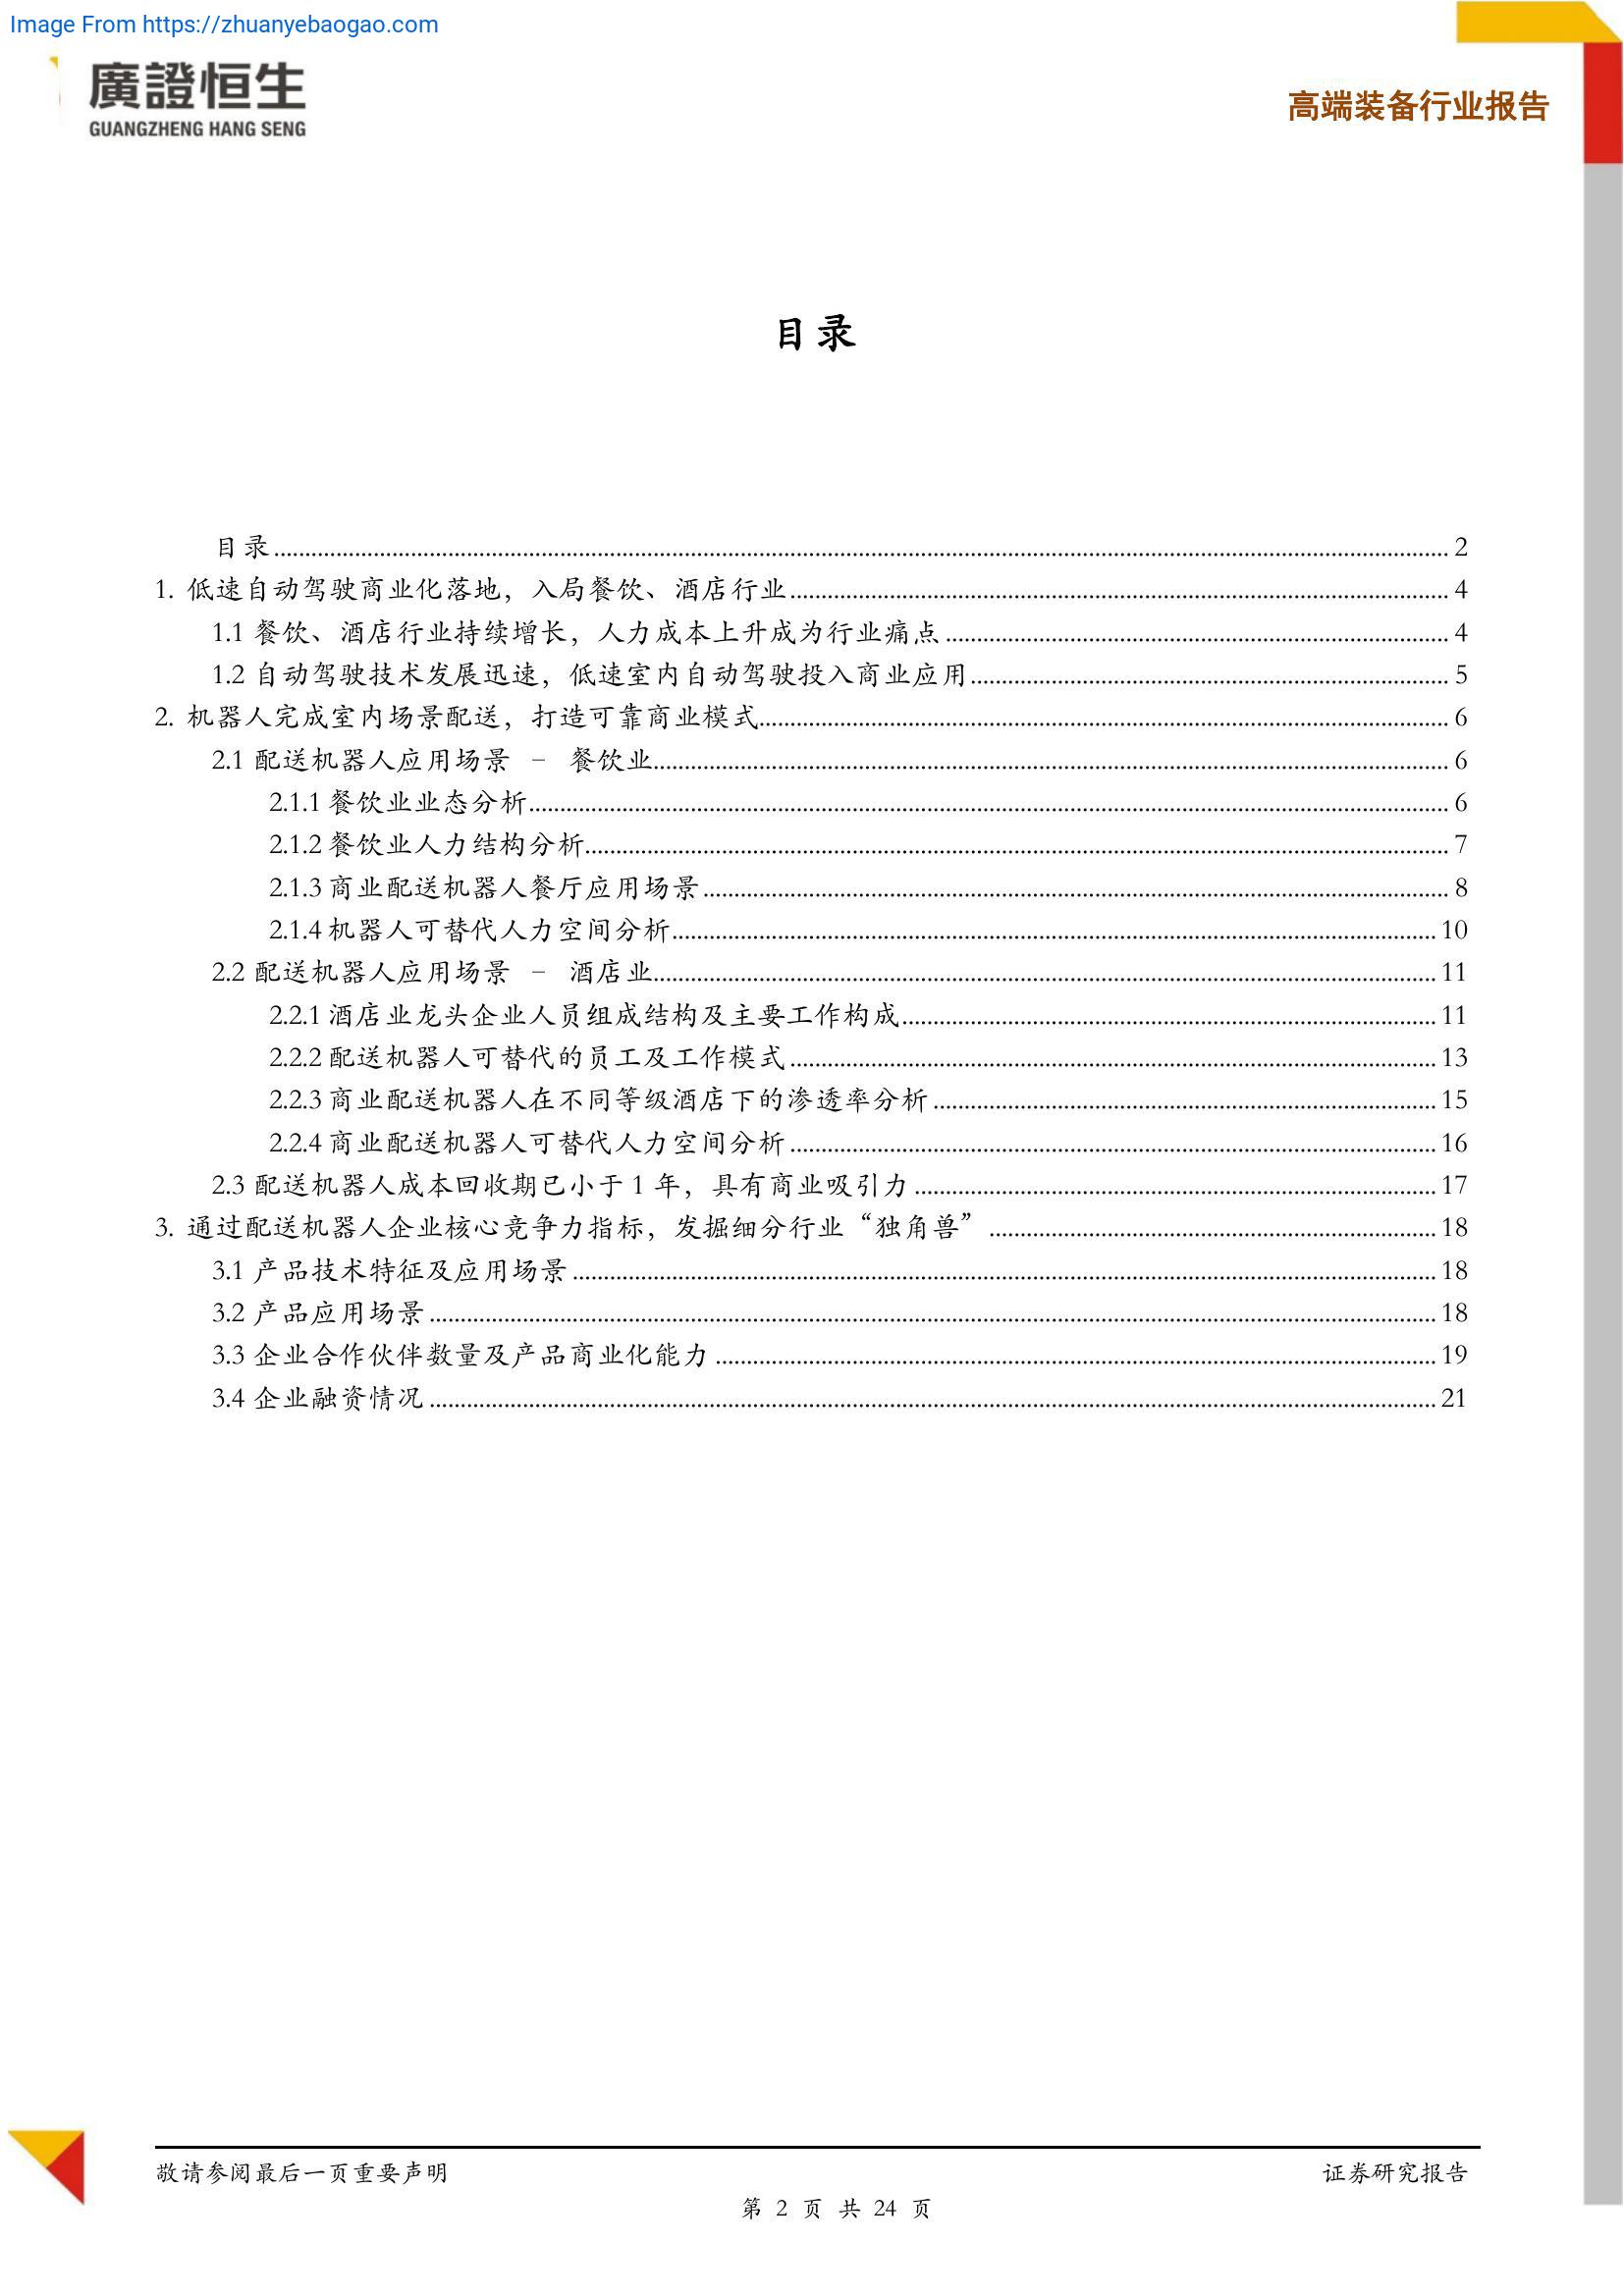 Image From https://zhuanyebaogao.com
廣證恒生
GUANGZHENG HANG SENG
高端装备行业报告
目录
目录 2
1. 低速自动驾驶商业化落地，入局餐饮、酒店行业 4
1.1 餐饮、酒店行业持续增长，人力成本上升成为行业痛点 4
1.2 自动驾驶技术发展迅速，低速室内自动驾驶投入商业应用 5
2. 机器人完成室内场景配送，打造可靠商业模式 6
2.1 配送机器人应用场景 – 餐饮业 6
2.1.1 餐饮业业态分析 6
2.1.2 餐饮业人力结构分析 7
2.1.3 商业配送机器人餐厅应用场景 8
2.1.4 机器人可替代人力空间分析 10
2.2 配送机器人应用场景 – 酒店业 11
2.2.1 酒店业龙头企业人员组成结构及主要工作构成 11
2.2.2 配送机器人可替代的员工及工作模式 13
2.2.3 商业配送机器人在不同等级酒店下的渗透率分析 15
2.2.4 商业配送机器人可替代人力空间分析 16
2.3 配送机器人成本回收期已小于 1 年，具有商业吸引力 17
3. 通过配送机器人企业核心竞争力指标，发掘细分行业“独角兽” 18
3.1 产品技术特征及应用场景 18
3.2 产品应用场景 18
3.3 企业合作伙伴数量及产品商业化能力 19
3.4 企业融资情况 21
敬请参阅最后一页重要声明
证券研究报告
第 2 页 共 24 页